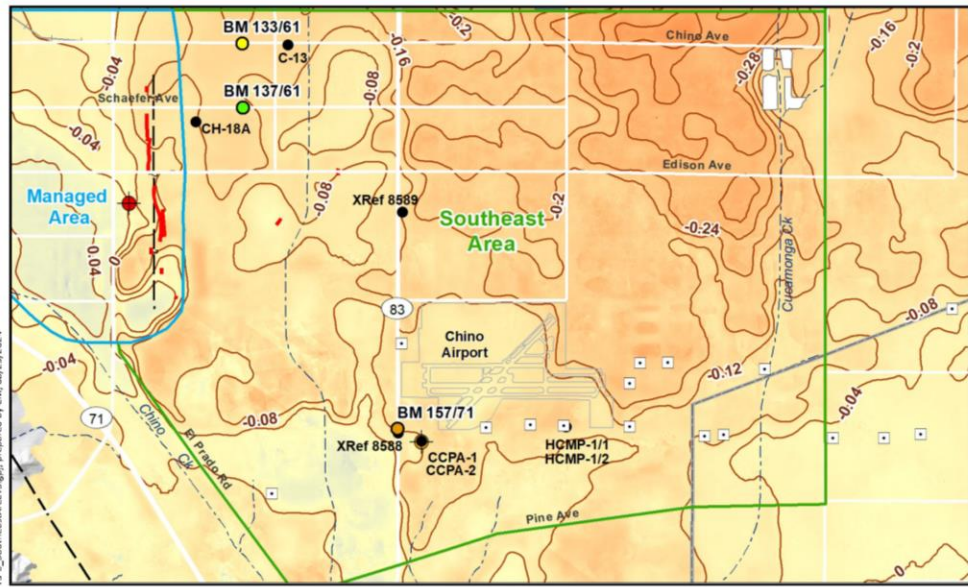 BM 133/61
C-13
-0.2
-0.16
Chino Ave
-0.16
-0.2
-0.28
-0.04
-0.08
BM 137/61
Schaefer Ave
CH-18A
-0.04
Edison Ave
Managed
Area
-0.08
XRef 8589
-0.2
Southeast
Area
-0.24
Cucamonga Ck
0.04
0
83
-0.08
Chino
Airport
-0.04
-0.12
-0.04
71
Chino
Ck
El Prado Rd
-0.08
BM 157/71
XRef 8588
CCPA-1
CCPA-2
HCMP-1/1
HCMP-1/2
Pine Ave
0